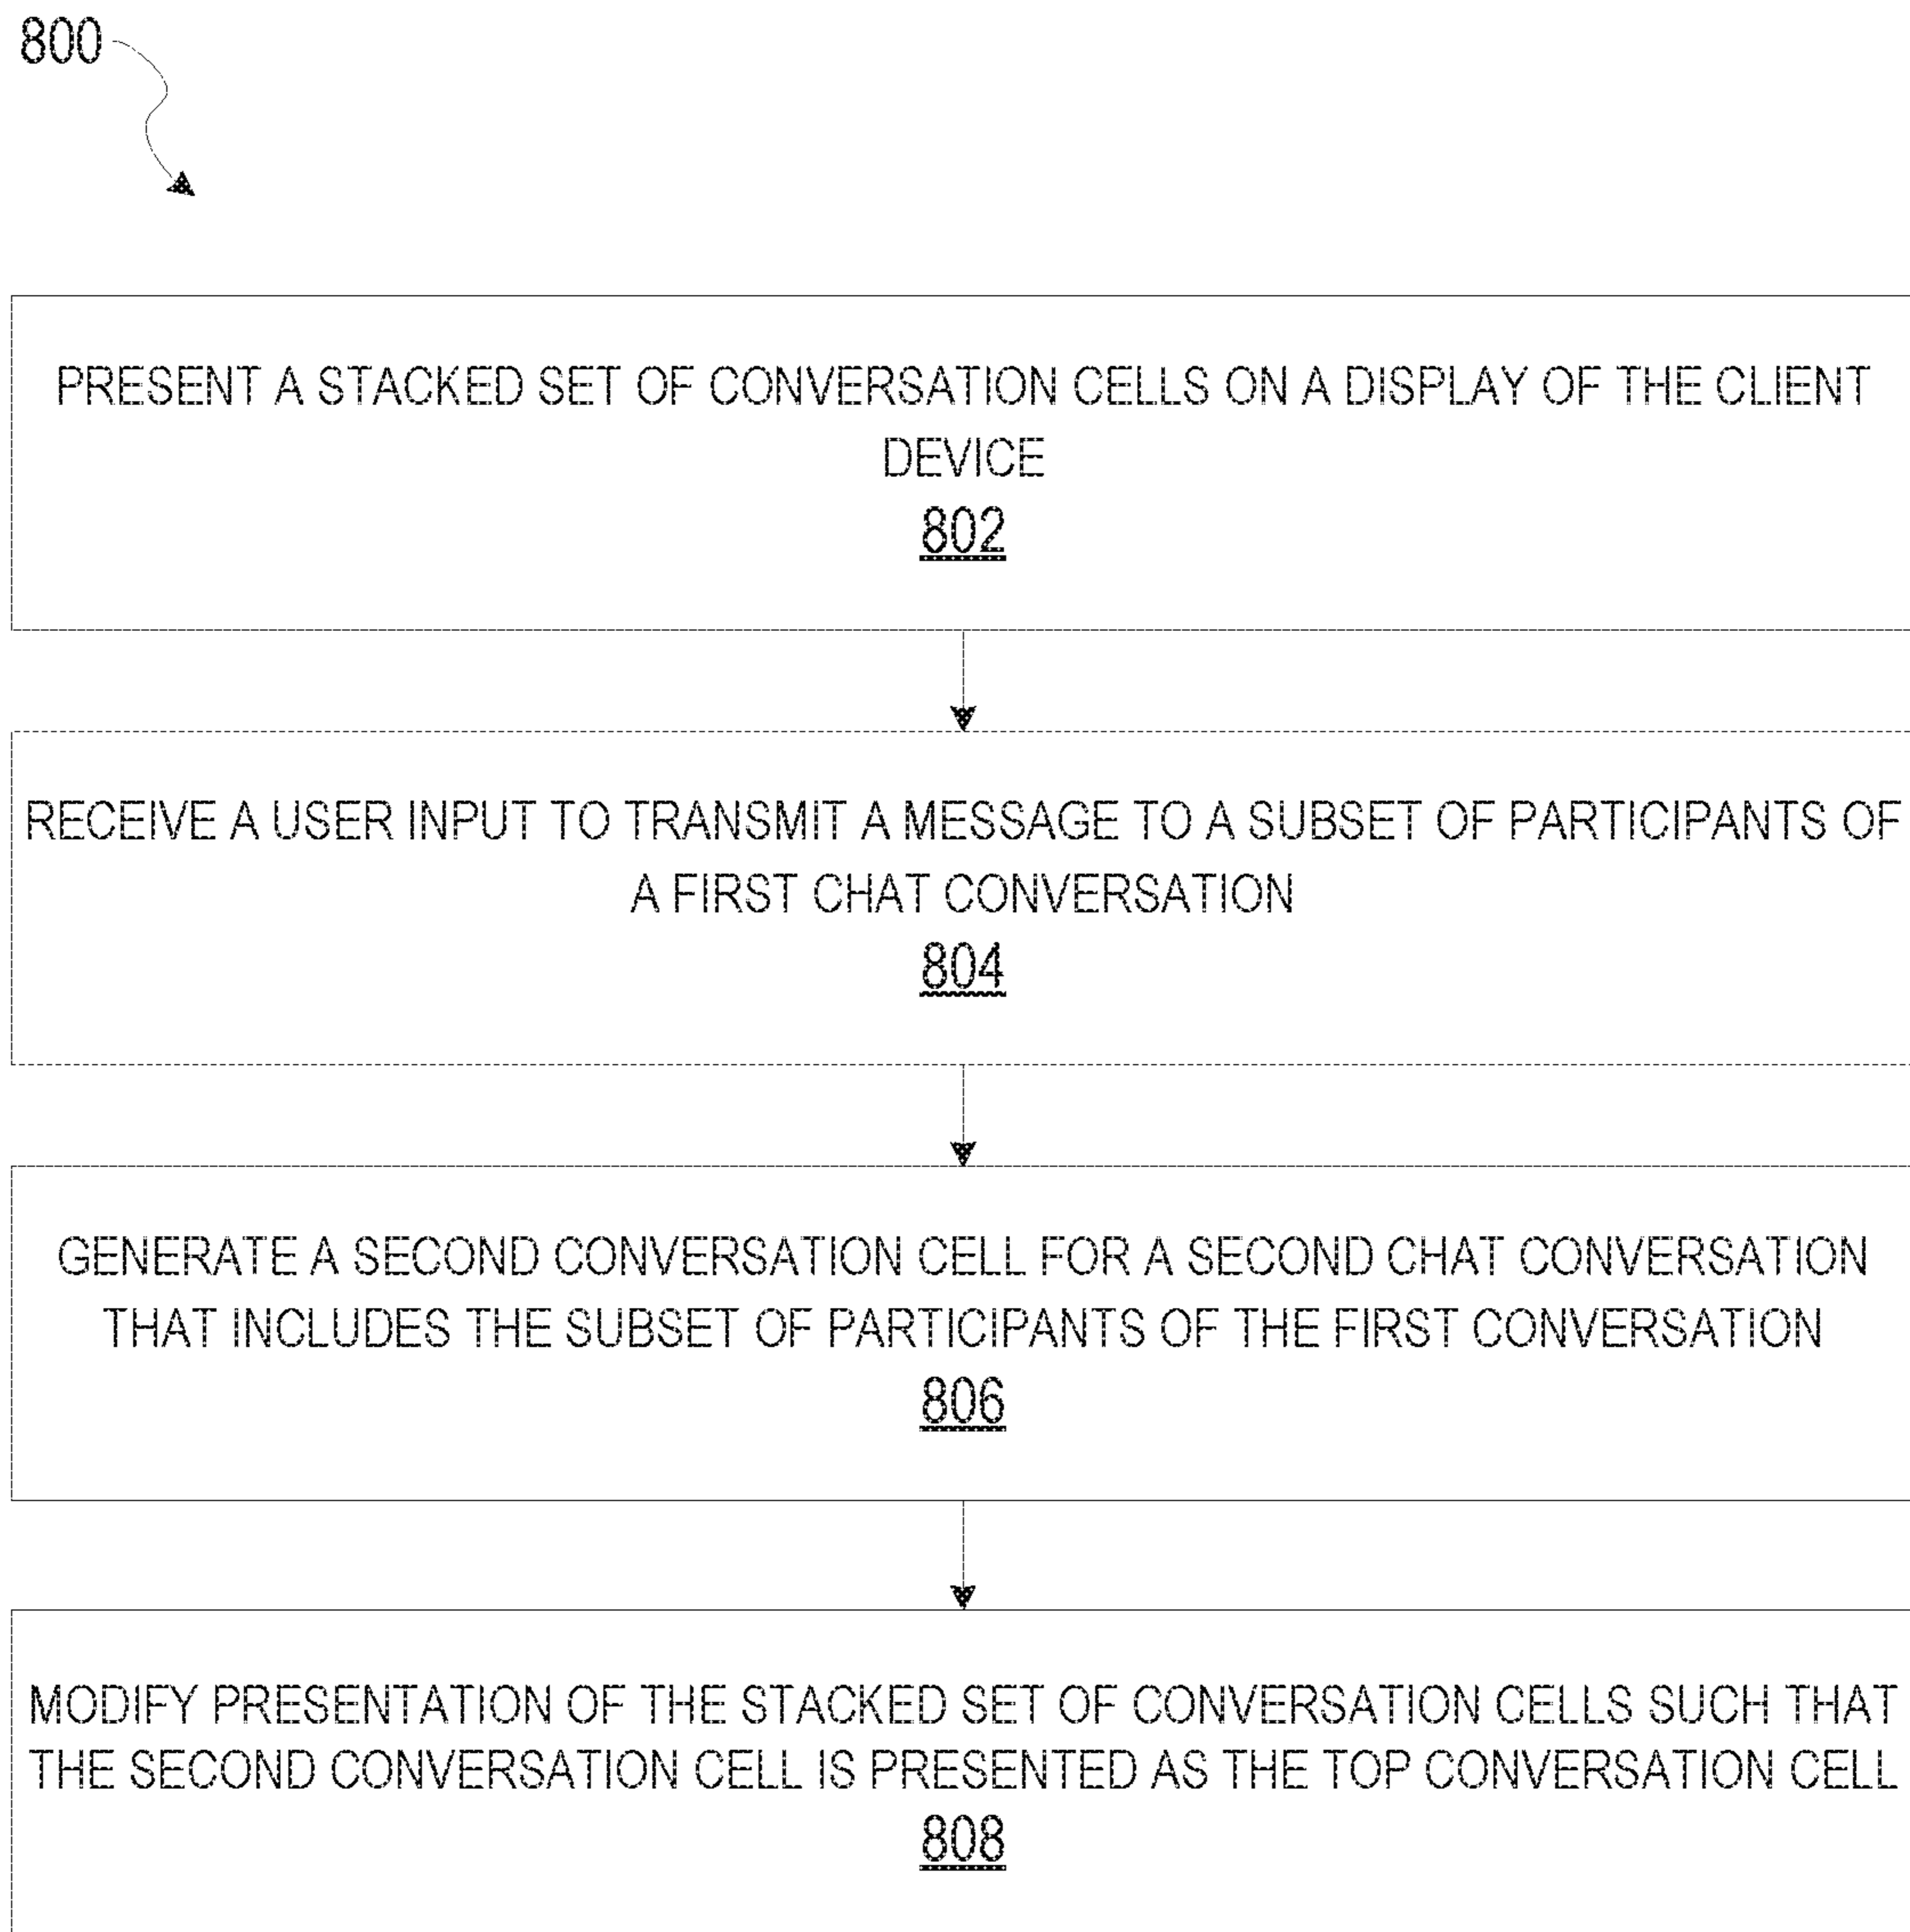 800
PRESENT A STACKED SET OF CONVERSATION CELLS ON A DISPLAY OF THE CLIENT
DEVICE
802
RECEIVE A USER INPUT TO TRANSMIT A MESSAGE TO A SUBSET OF PARTICIPANTS OF
A FIRST CHAT CONVERSATION
804
GENERATE A SECOND CONVERSATION CELL FOR A SECOND CHAT CONVERSATION
THAT INCLUDES THE SUBSET OF PARTICIPANTS OF THE FIRST CONVERSATION
806
MODIFY PRESENTATION OF THE STACKED SET OF CONVERSATION CELLS SUCH THAT
THE SECOND CONVERSATION CELL IS PRESENTED AS THE TOP CONVERSATION CELL
808